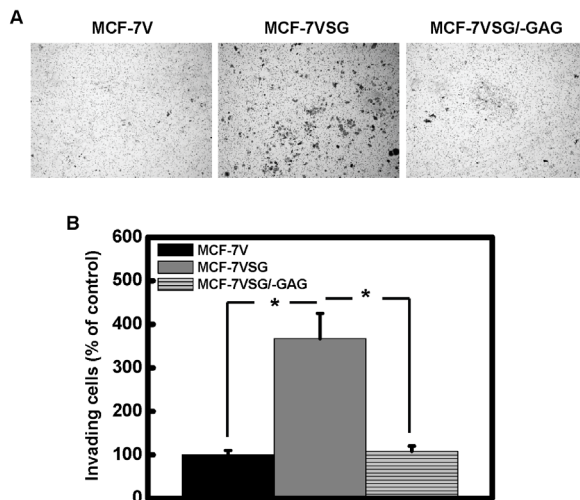 A
MCF-7V MCF-7VSG MCF-7VSG/-GAG
B
600
500
400
300
200
100
0
Invading cells (% of control)
MCF-7V
MCF-7VSG
MCF-7VSG/-GAG
* *